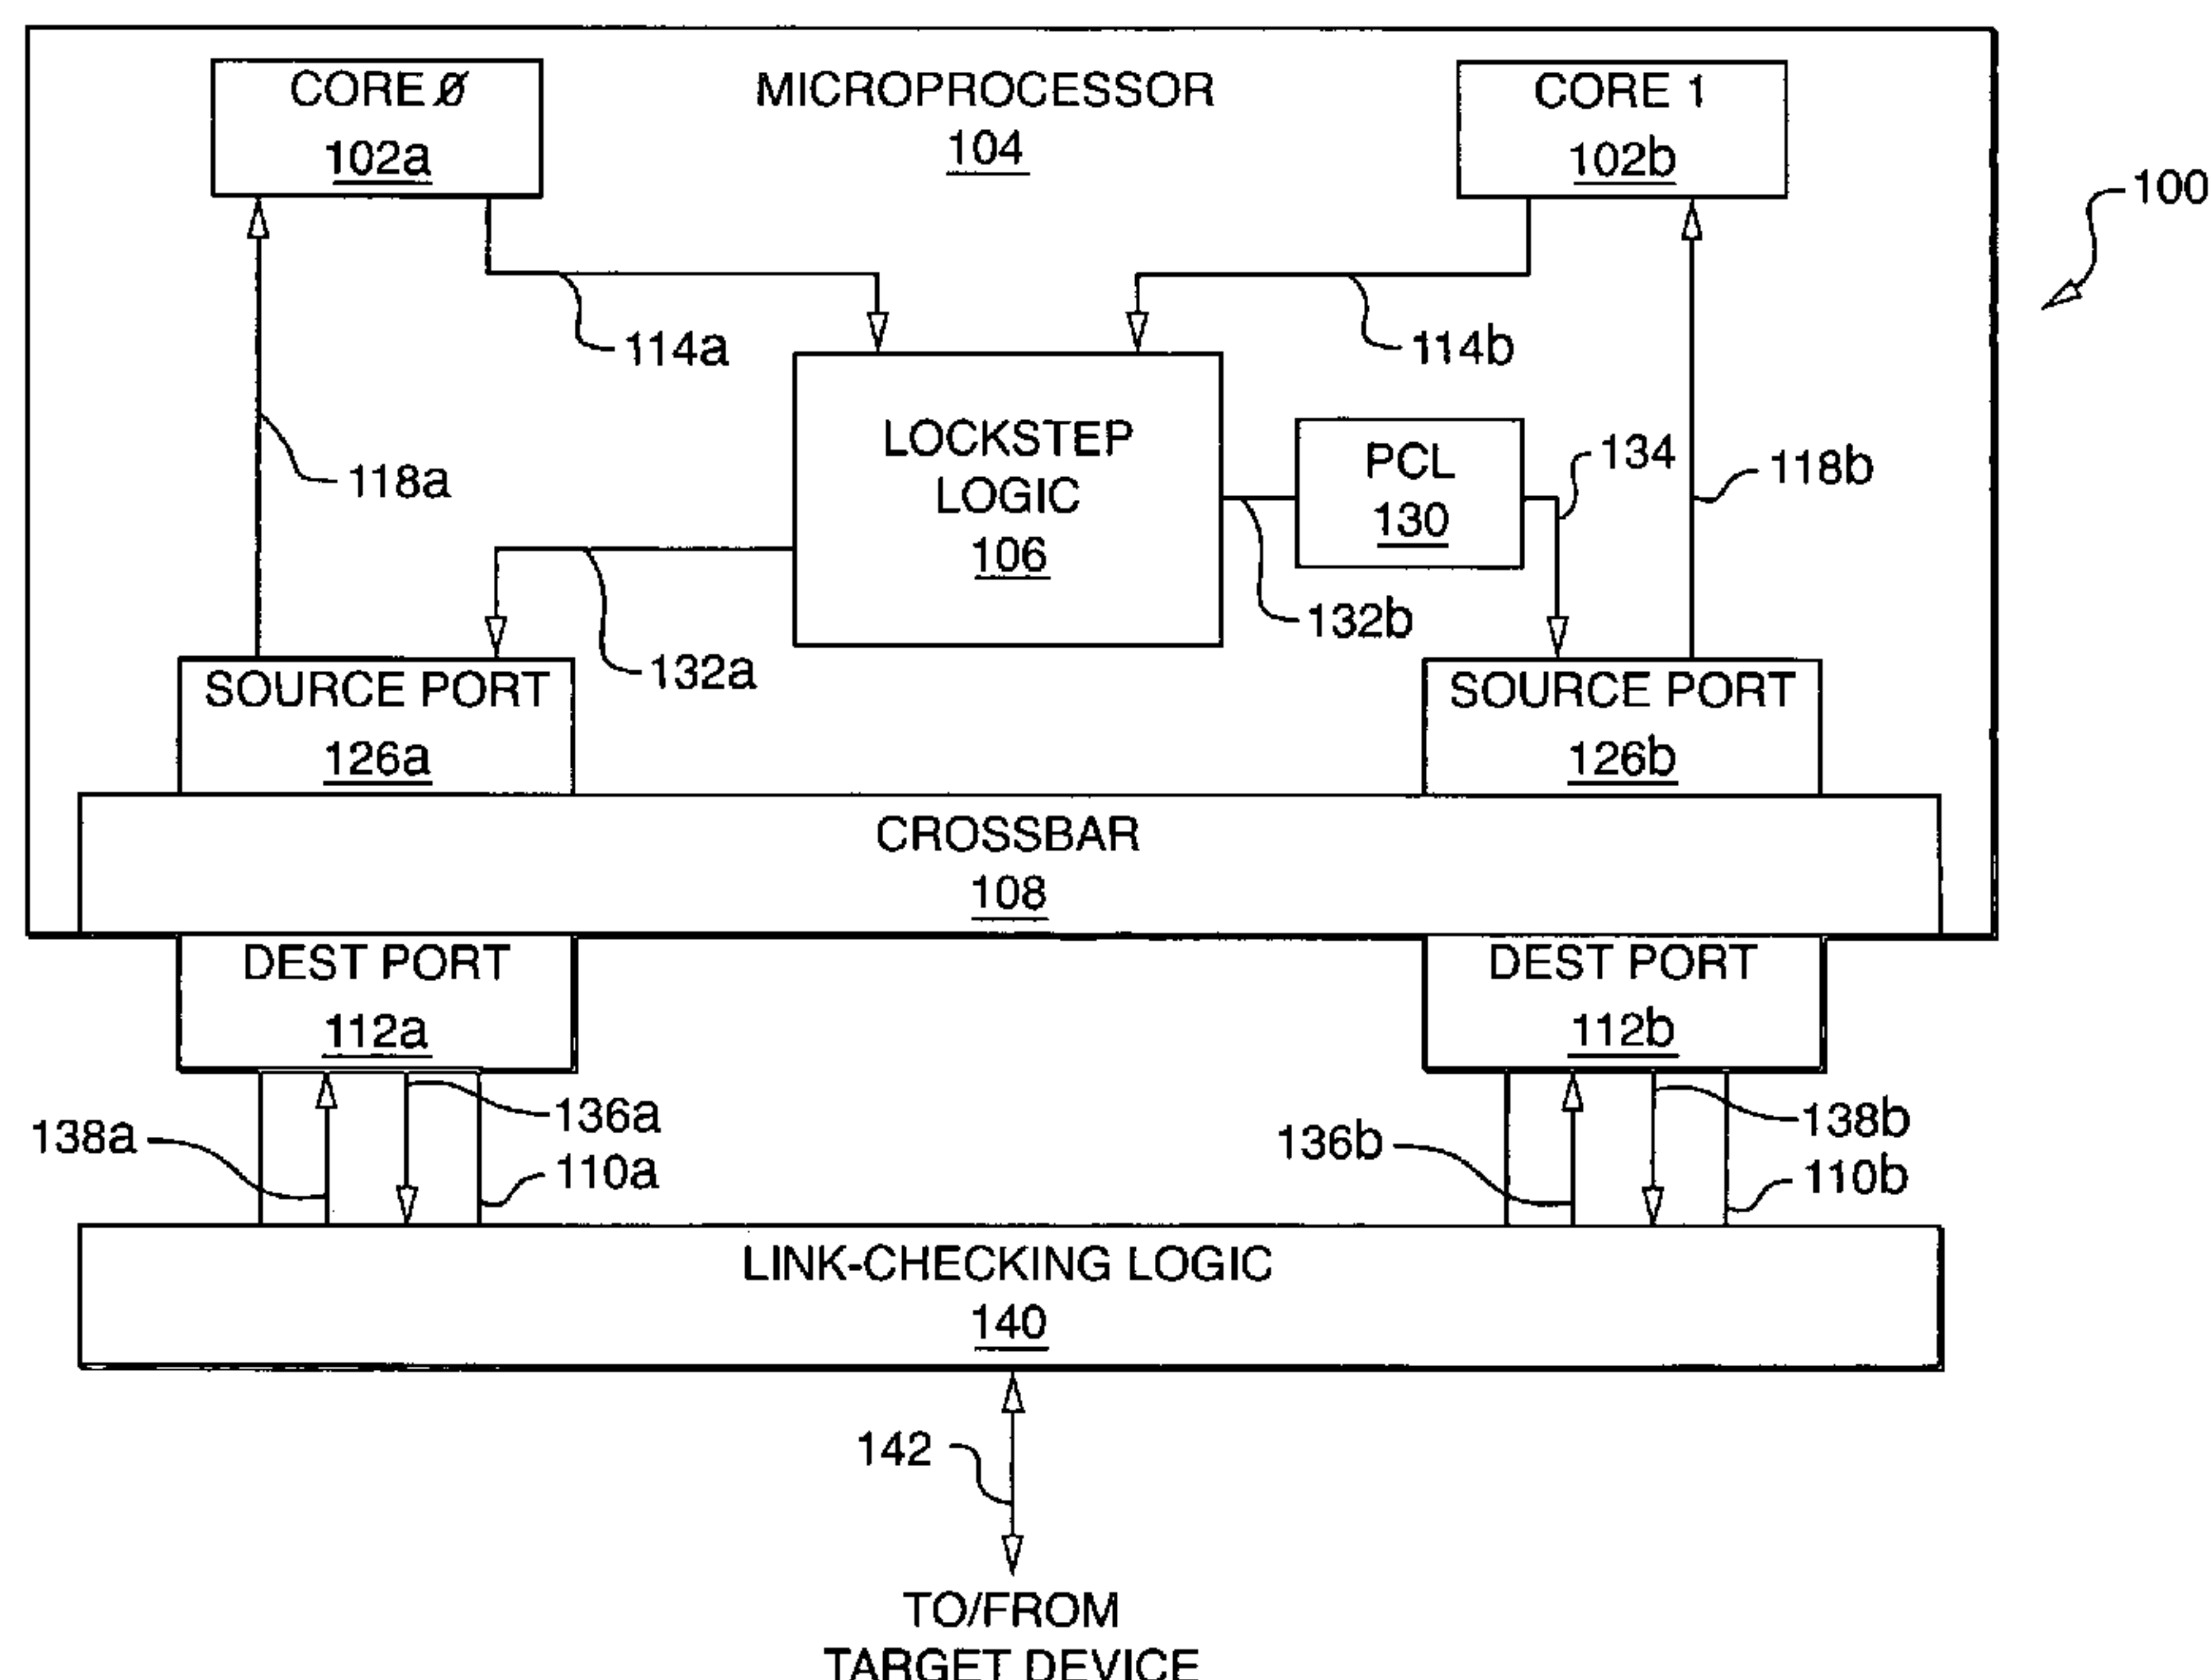 CORE Ø
102a
MICROPROCESSOR
104
CORE 1
102b
100
114a
114b
LOCKSTEP
LOGIC
106
PCL
130
134
118a
118b
132b
132a
SOURCE PORT
126a
SOURCE PORT
126b
CROSSBAR
108
DEST PORT
112a
DEST PORT
112b
138a
136a
110a
136b
138b
110b
LINK-CHECKING LOGIC
140
142
TO/FROM
TARGET DEVICE